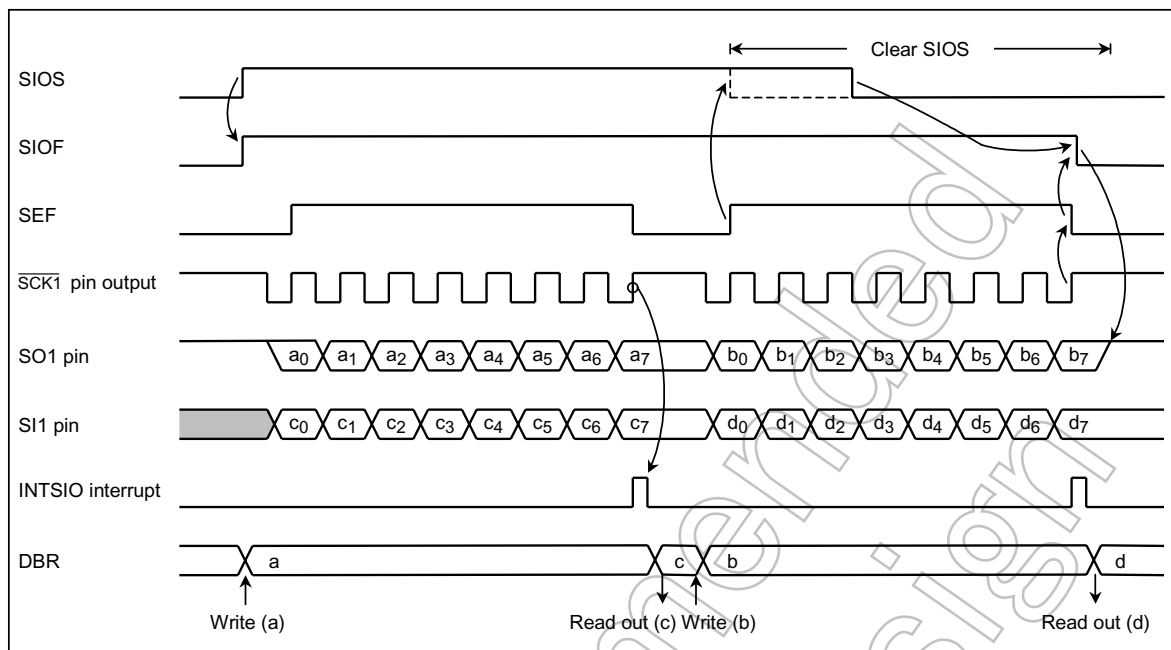 Clear SIOS
SIOS
SIOF
SEF
SCK1 pin output
SO1 pin a0 a1 a2 a3 a4 a5 a6 a7 b0 b1 b2 b3 b4 b5 b6 b7
SI1 pin c0 c1 c2 c3 c4 c5 c6 c7 d0 d1 d2 d3 d4 d5 d6 d7
INTSIO interrupt
DBR a c b d
Write (a) Read out (c) Write (b) Read out (d)